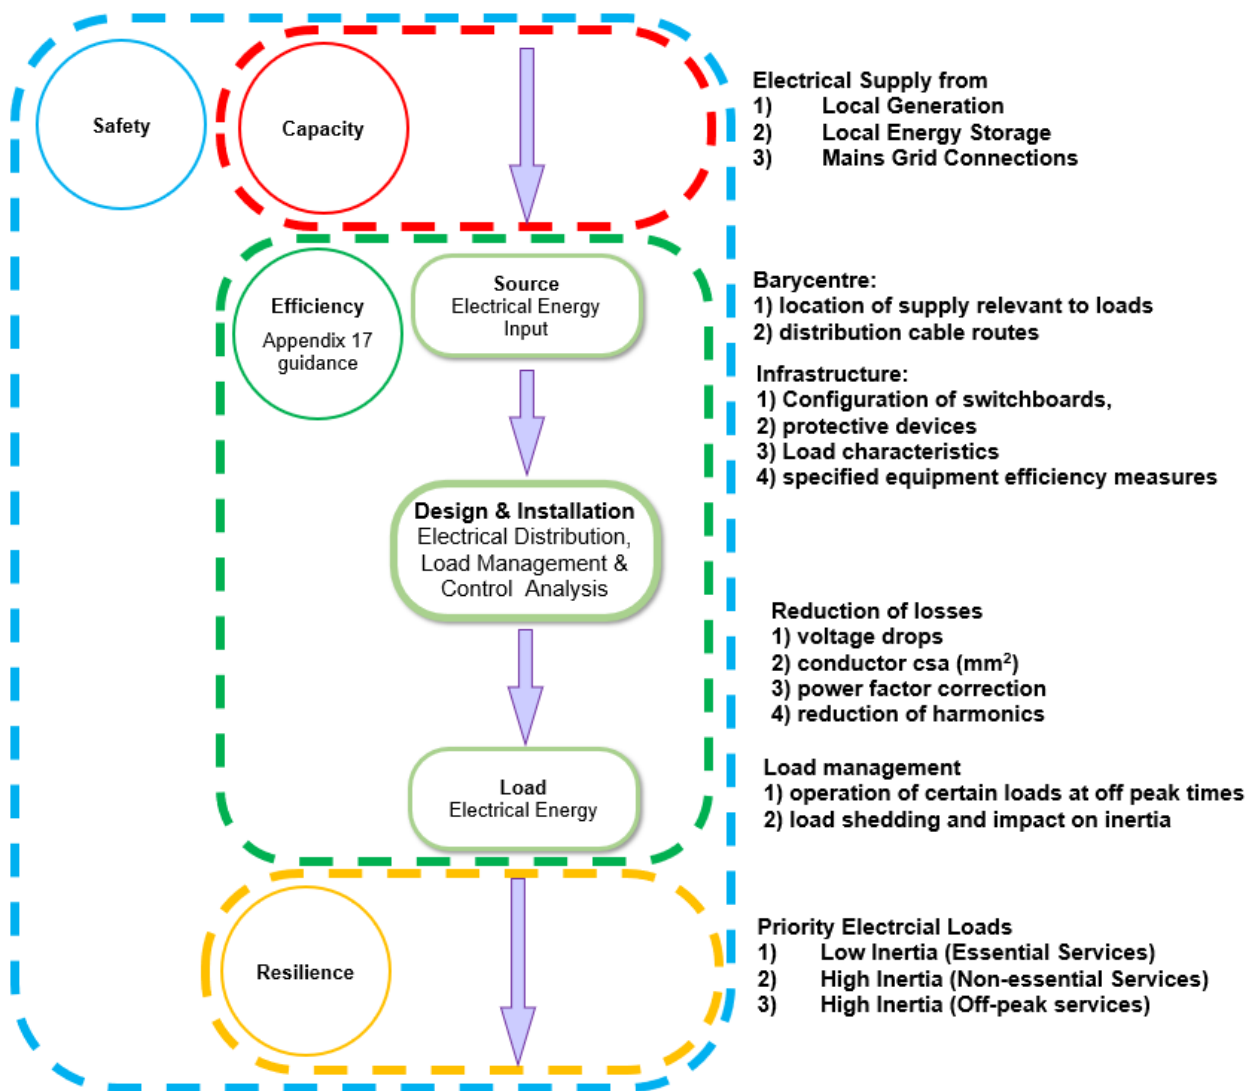 Safety
Capacity
Electrical Supply from
1) Local Generation
2) Local Energy Storage
3) Mains Grid Connections
Efficiency
Appendix 17
guidance
Source
Electrical Energy
Input
Barycentre:
1) location of supply relevant to loads
2) distribution cable routes
Infrastructure:
1) Configuration of switchboards,
2) protective devices
3) Load characteristics
4) specified equipment efficiency measures
Design & Installation
Electrical Distribution,
Load Management &
Control Analysis
Reduction of losses
1) voltage drops
2) conductor csa (mm²)
3) power factor correction
4) reduction of harmonics
Load
Electrical Energy
Load management
1) operation of certain loads at off peak times
2) load shedding and impact on inertia
Resilience
Priority Electrcial Loads
1) Low Inertia (Essential Services)
2) High Inertia (Non-essential Services)
3) High Inertia (Off-peak services)